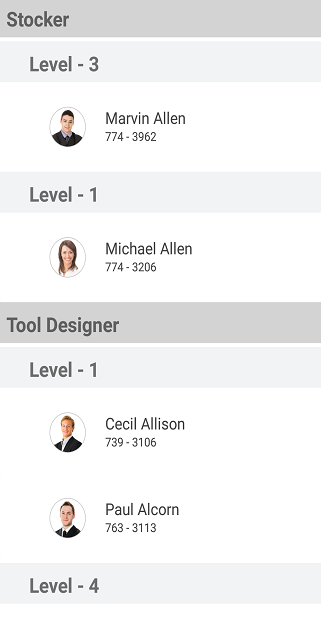 Stocker
Level - 3
Marvin Allen
774 - 3962
Level - 1
Michael Allen
774 - 3206
Tool Designer
Level - 1
Cecil Allison
739 - 3106
Paul Alcorn
763 - 3113
Level - 4